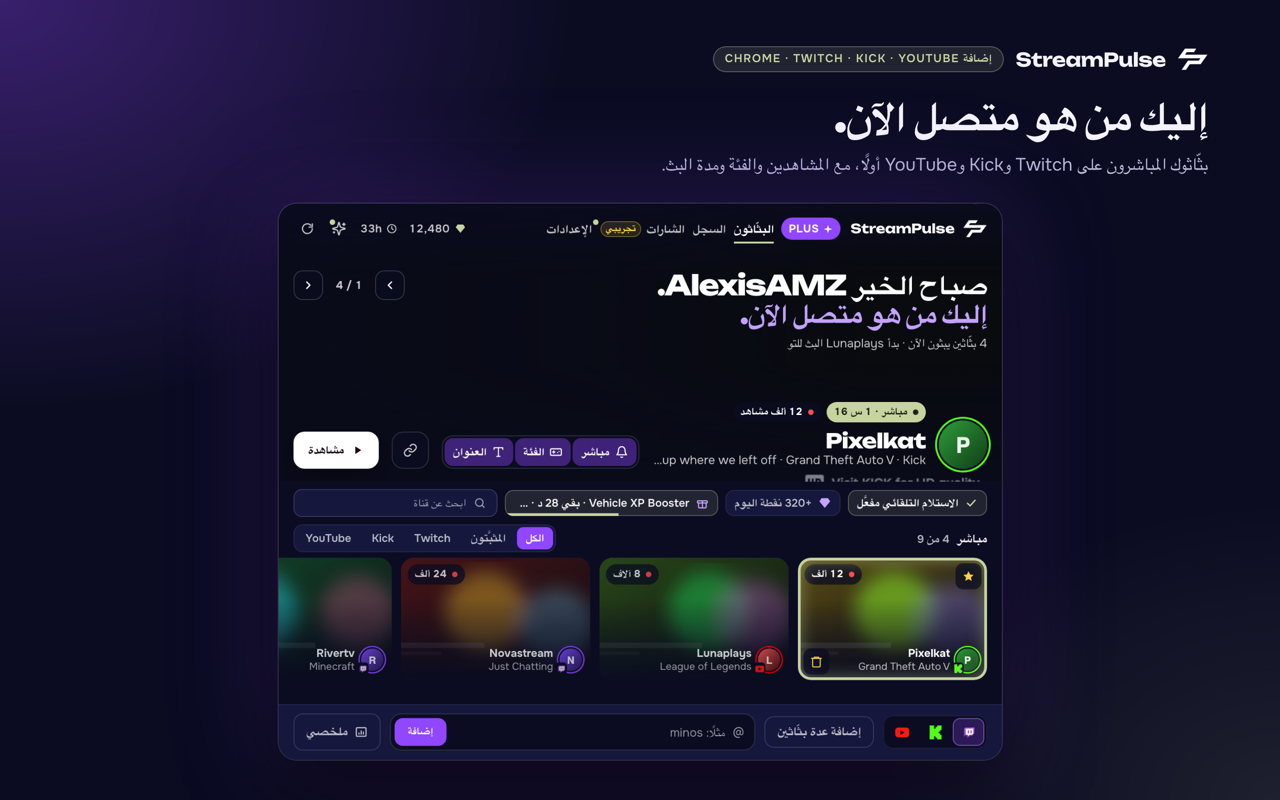 StreamPulse
إضافة CHROME · TWITCH · KICK · YOUTUBE
إليك من هو متصل الآن.
بثّاثوك المباشرون على Twitch وKick وYouTube أولًا، مع المشاهدين والفئة ومدة البث.
StreamPulse
PLUS
البثّاثون
السجل
الشارات
تجريبي
الإعدادات
12,480
33h
صباح الخير AlexisAMZ.
إليك من هو متصل الآن.
4 بثّاثين يبثون الآن · بدأ Lunaplays البث للتو
4 / 1
مباشر · 1 س 16
12 ألف مشاهد
Pixelkat
...up where we left off · Grand Theft Auto V · Kick
مباشر
الفئة
العنوان
مشاهدة
الاستلام التلقائي مفعّل
+320 نقطة اليوم
Vehicle XP Booster · بقي 28 د · ...
ابحث عن قناة
مباشر 4 من 9
الكل
المثبّتون
Twitch
Kick
YouTube
12 ألف
Pixelkat
Grand Theft Auto V
P
8 آلاف
Lunaplays
League of Legends
L
24 ألف
Novastream
Just Chatting
N
Rivertv
Minecraft
R
إضافة عدة بثّاثين
@ مثلًا: minos
إضافة
ملخصي